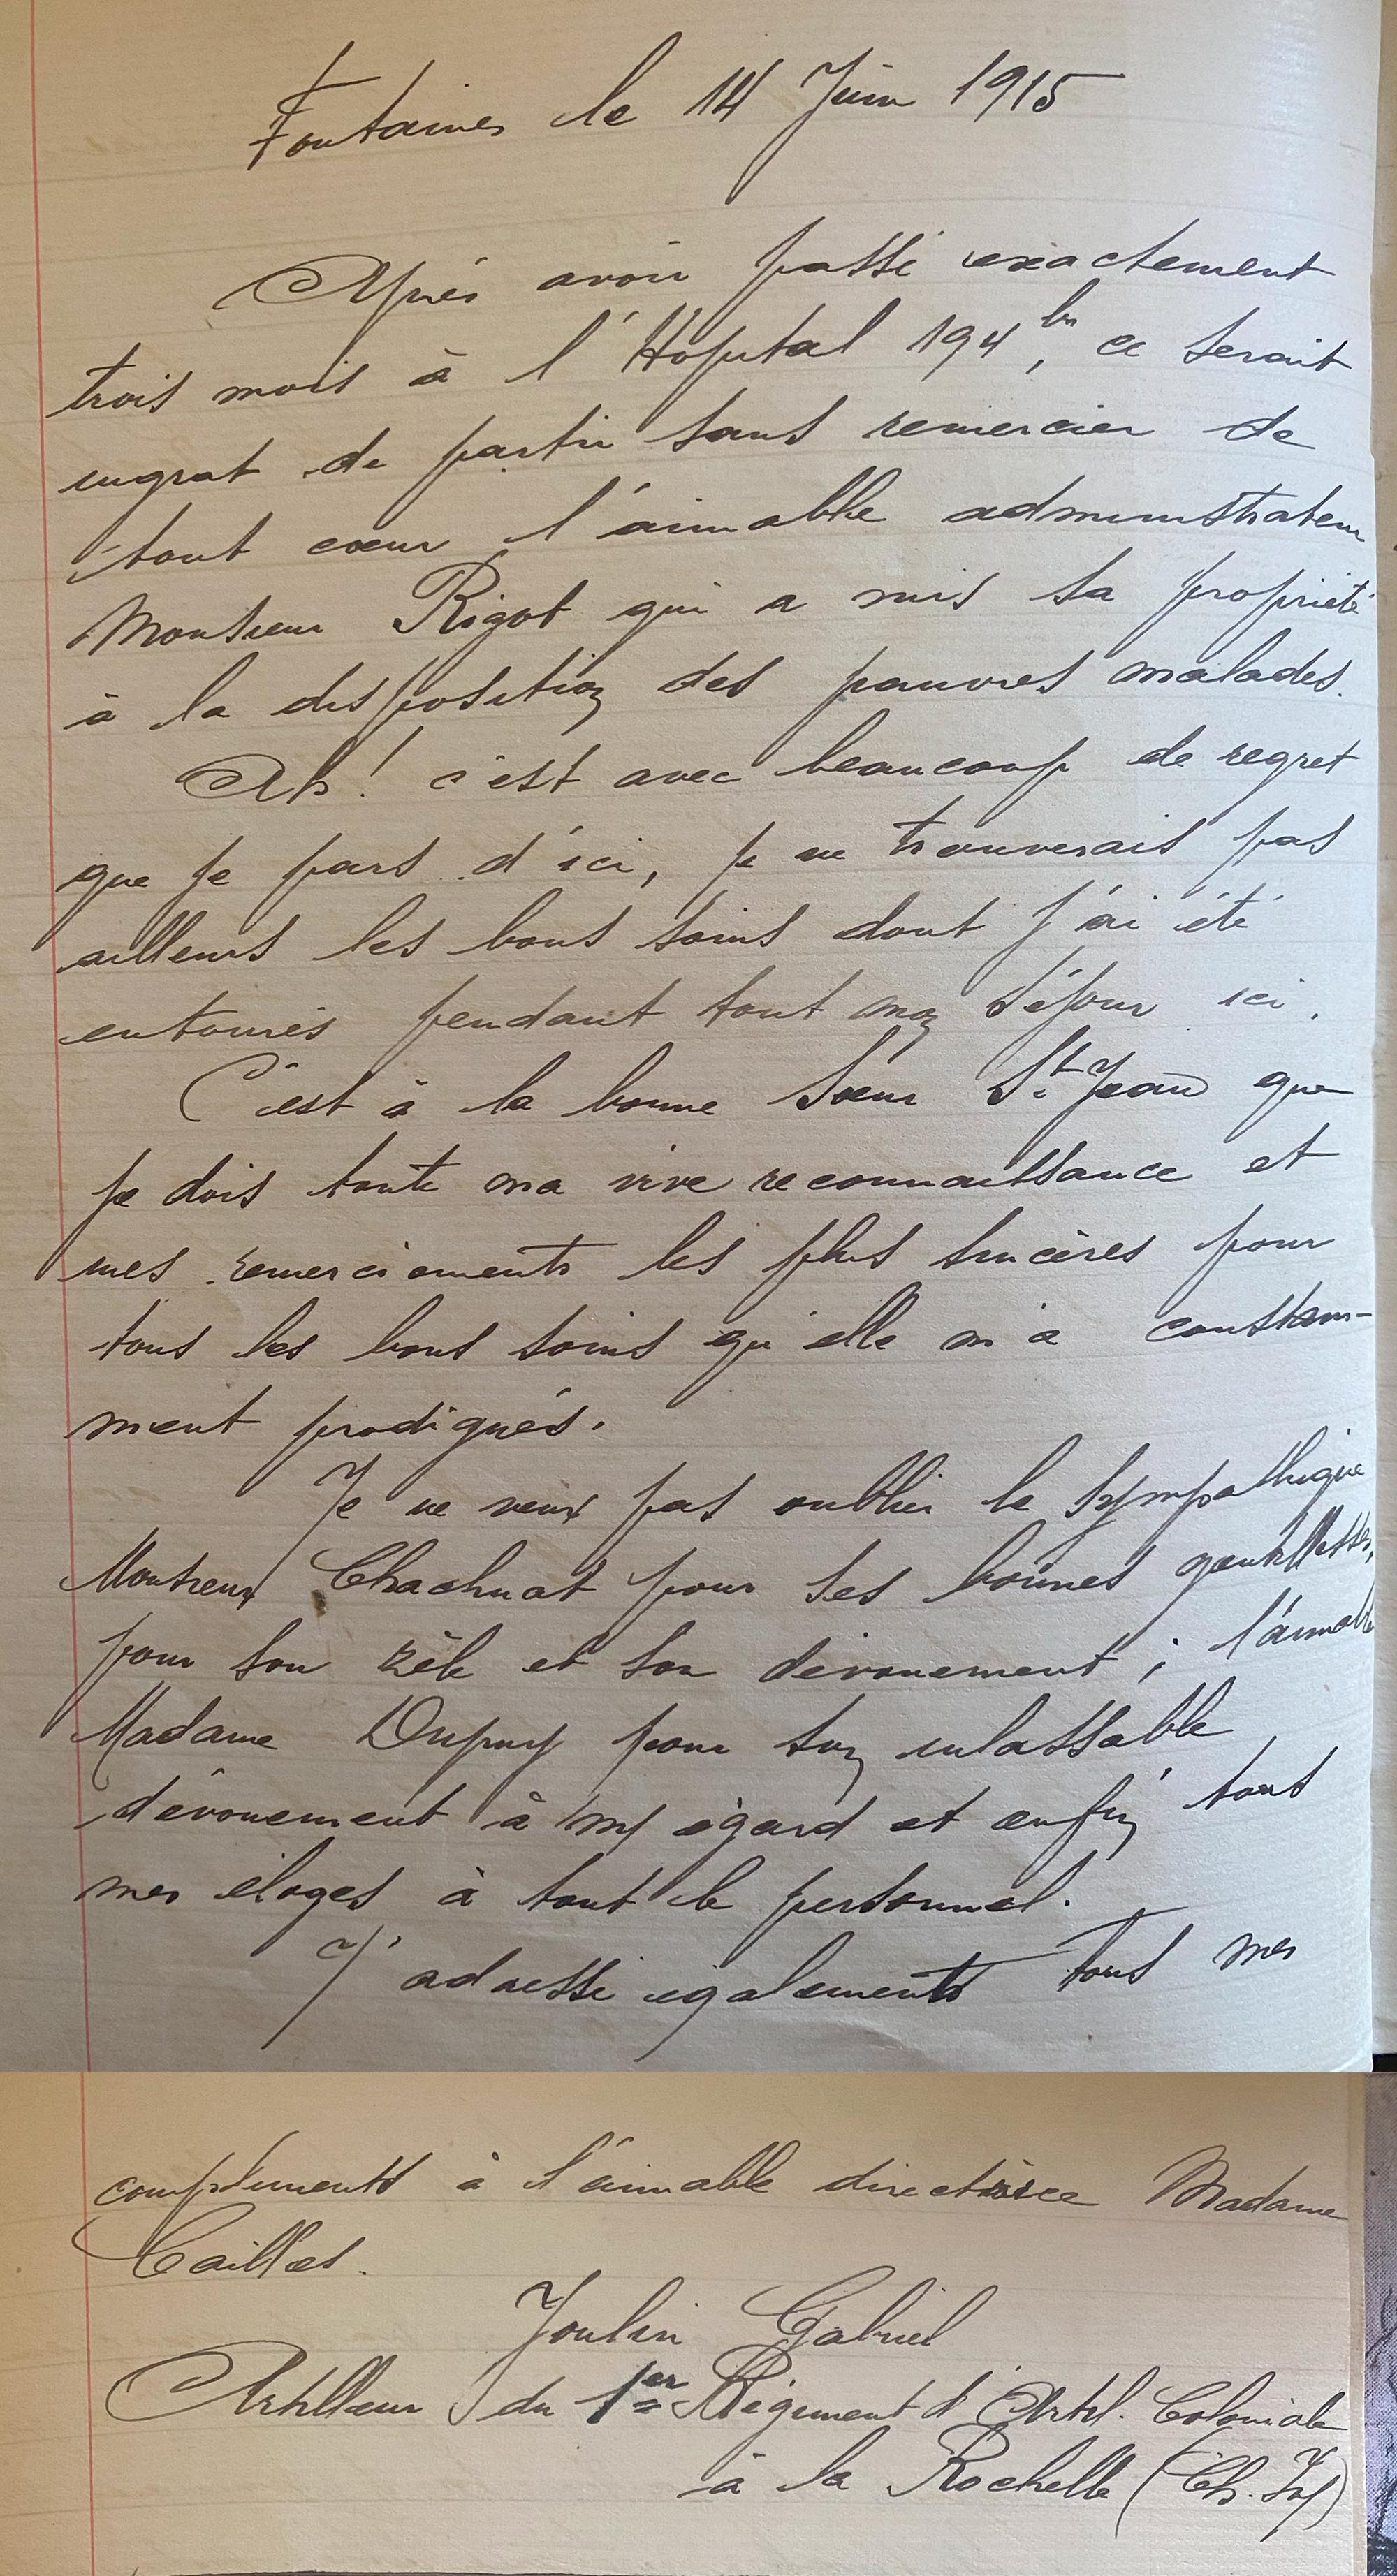 Fontaines le 14 Juin 1915
Après avoir passé exactement
trois mois à l'Hôpital 194 bis, ce serait
ingrat de partir sans remercier de
tout cœur l'aimable administrateur
Monsieur Rigot qui a mis sa propriété
à la disposition des pauvres malades.
Ah! c'est avec beaucoup de regret
que je pars d'ici, je ne trouverais pas
ailleurs les bons soins dont j'ai été
entourés pendant tout mon séjour ici.
C'est à la bonne Sœur St Jean que
je dois toute ma vive reconnaissance et
mes remerciements les plus sincères pour
tous les bons soins qu'elle m'a constam-
ment prodigués.
Je ne veux pas oublier le sympathique
Monsieur Chachuat pour ses bonnes gentillesses,
pour son zèle et son dévouement; l'aimable
Madame Dupuy pour son inlassable
dévouement à mon égard et enfin tous
mes éloges à tout le personnel.
J'adresse également tous mes
compliments à l'aimable directrice Madame
Cailles.
Joulin Gabriel
Artilleur du 1er Régiment d'Artil. Coloniale
à la Rochelle (Ch. Inf)